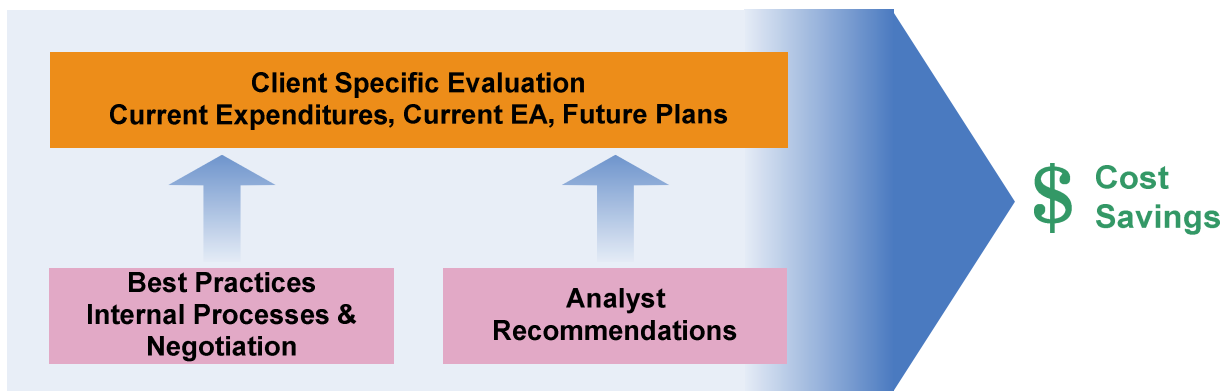 Client Specific Evaluation
Current Expenditures, Current EA, Future Plans
Best Practices
Internal Processes &
Negotiation
Analyst
Recommendations
$ Cost
Savings